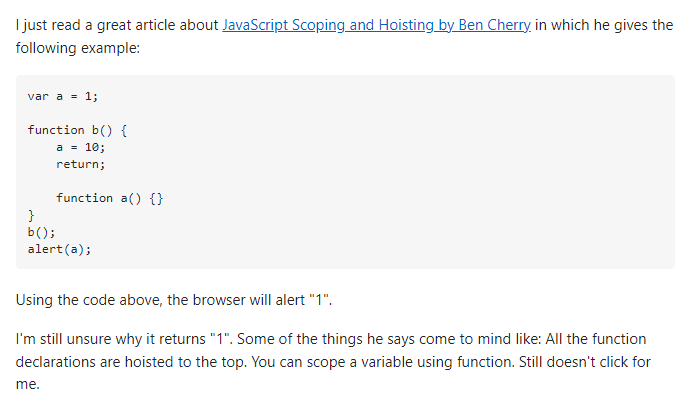 I just read a great article about JavaScript Scoping and Hoisting by Ben Cherry in which he gives the
following example:
var a = 1;
function b() {
    a = 10;
    return;
    function a() {}
}
b();
alert(a);
Using the code above, the browser will alert "1".
I'm still unsure why it returns "1". Some of the things he says come to mind like: All the function
declarations are hoisted to the top. You can scope a variable using function. Still doesn't click for
me.